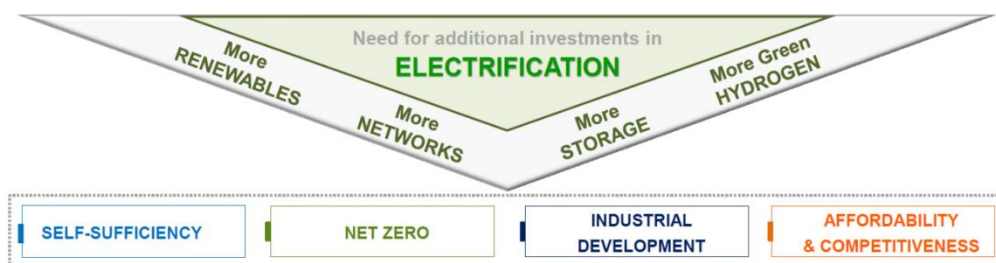 Need for additional investments in
ELECTRIFICATION
More
RENEWABLES
More
NETWORKS
More
STORAGE
More Green
HYDROGEN
SELF-SUFFICIENCY
NET ZERO
INDUSTRIAL
DEVELOPMENT
AFFORDABILITY
& COMPETITIVENESS